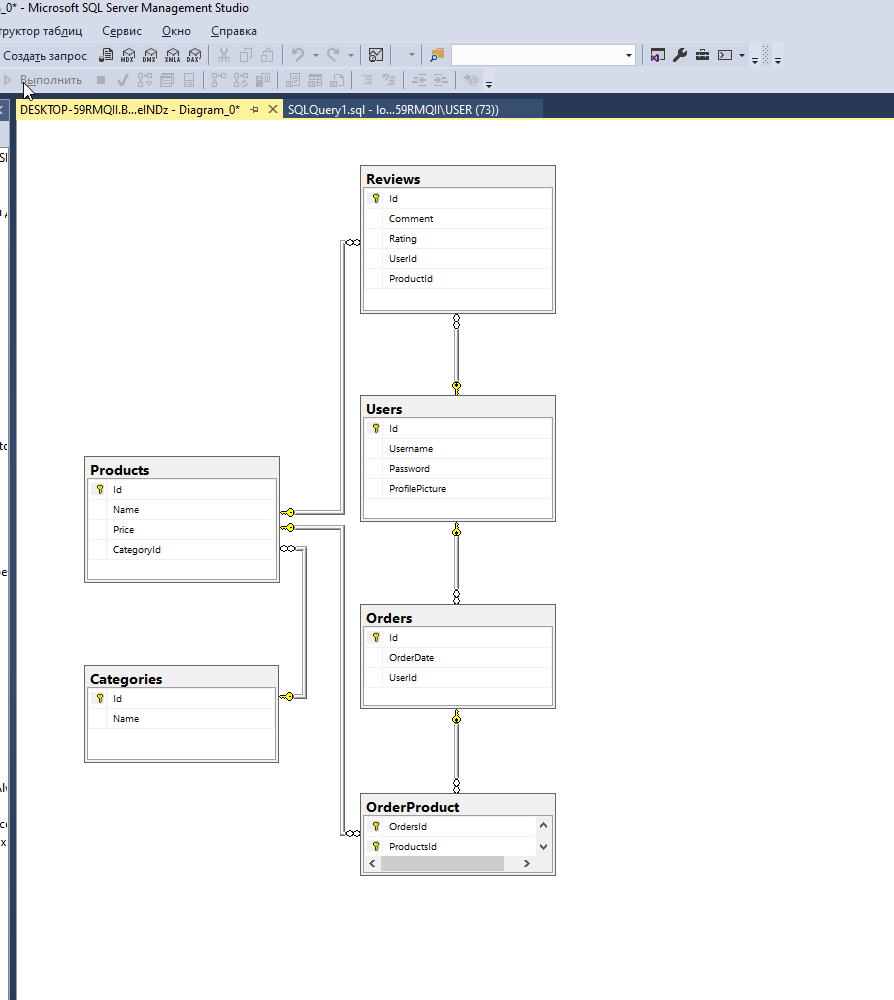 _0* - Microsoft SQL Server Management Studio
труктор таблиц Сервис Окно Справка
Создать запрос MDX DMX XMLA DAX
Выполнить
DESKTOP-59RMQII.B...elNDz - Diagram_0* SQLQuery1.sql - lo...59RMQII\USER (73))
Reviews
Id
Comment
Rating
UserId
ProductId
Users
Id
Username
Password
ProfilePicture
Products
Id
Name
Price
CategoryId
Orders
Id
OrderDate
UserId
Categories
Id
Name
OrderProduct
OrdersId
ProductsId